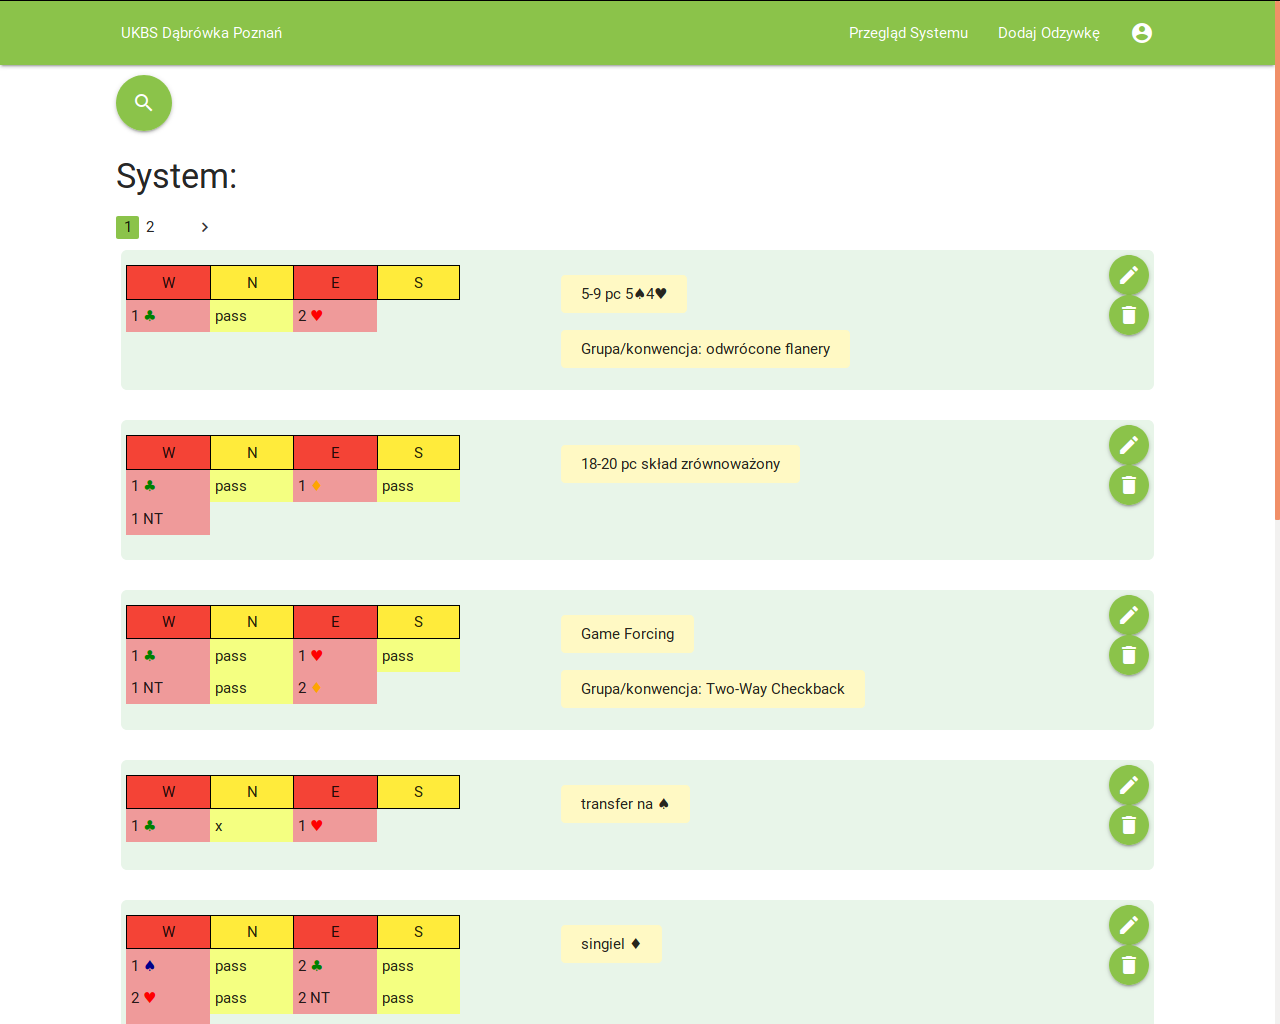 UKBS Dąbrówka Poznań Przegląd Systemu Dodaj Odzywkę
System:
1 2
W N E S
1 ♣ pass 2 ♥
5-9 pc 5♠4♥
Grupa/konwencja: odwrócone flanery
W N E S
1 ♣ pass 1 ♦ pass
1 NT
18-20 pc skład zrównoważony
W N E S
1 ♣ pass 1 ♥ pass
1 NT pass 2 ♦
Game Forcing
Grupa/konwencja: Two-Way Checkback
W N E S
1 ♣ x 1 ♥
transfer na ♠
W N E S
1 ♠ pass 2 ♣ pass
2 ♥ pass 2 NT pass
singiel ♦